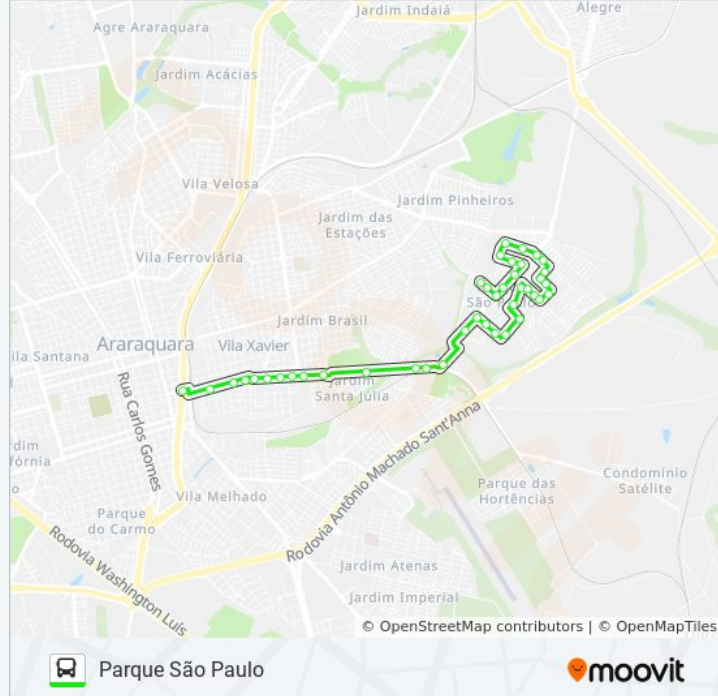 Jardim Indaiá
Alegre
Agre Araraquara
Jardim Acácias
Vila Velosa
Jardim Pinheiros
Jardim das
Estações
Vila Ferroviária
São
Jardim Brasil
Araraquara
Vila Xavier
ila Santana
Jardim
Santa Júlia
Rua Carlos Gomes
rdim
fórnia
o
Rodovia Antônio Machado Sant'Anna
Vila Melhado
Parque das
Hortências
Condomínio
Satélite
Parque
do Carmo
Rodovia Washington Luís
Jardim Atenas
Jardim Imperial
© OpenStreetMap contributors | © OpenMapTiles
Parque São Paulo
moovit